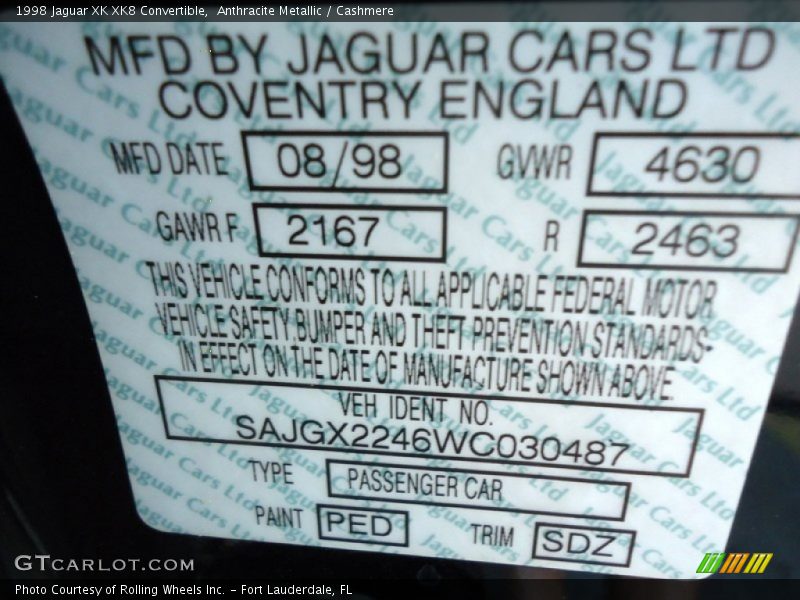 1998 Jaguar XK XK8 Convertible,  Anthracite Metallic / Cashmere
MFD BY JAGUAR CARS LTD
COVENTRY ENGLAND
MFD DATE 08/98 GVWR 4630
GAWR F 2167 R 2463
THIS VEHICLE CONFORMS TO ALL APPLICABLE FEDERAL MOTOR
VEHICLE SAFETY BUMPER AND THEFT PREVENTION STANDARDS-
IN EFFECT ON THE DATE OF MANUFACTURE SHOWN ABOVE.
VEH IDENT NO.
SAJGX2246WC030487
TYPE PASSENGER CAR
PAINT PED TRIM SDZ
GTCARLOT.COM
Photo Courtesy of Rolling Wheels Inc. – Fort Lauderdale, FL